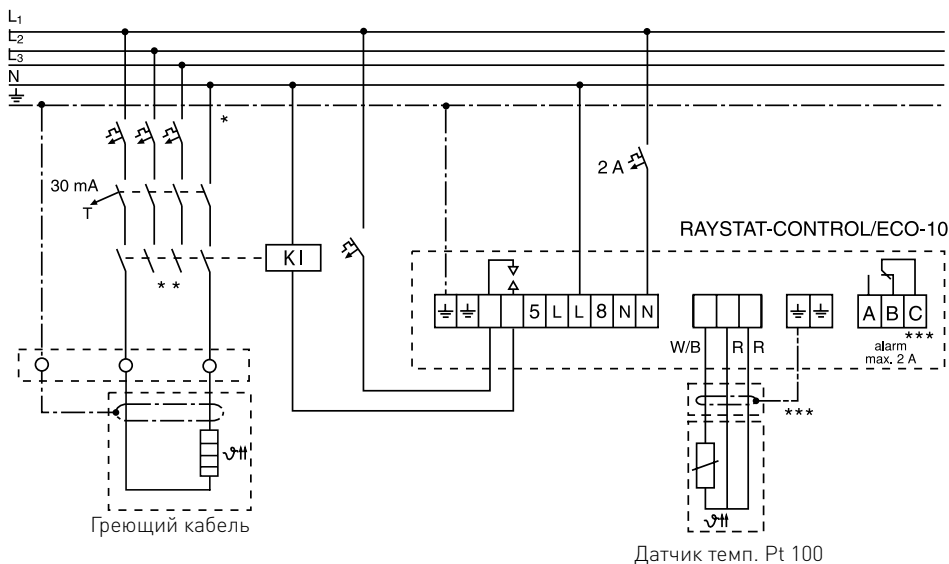 L1
L2
L3
N
*
30 mA
T
2 A
RAYSTAT-CONTROL/ECO-10
KI
* *
5 L L 8 N N
A B C
W/B R R
***
alarm
max. 2 A
***
Греющий кабель
Датчик темп. Pt 100